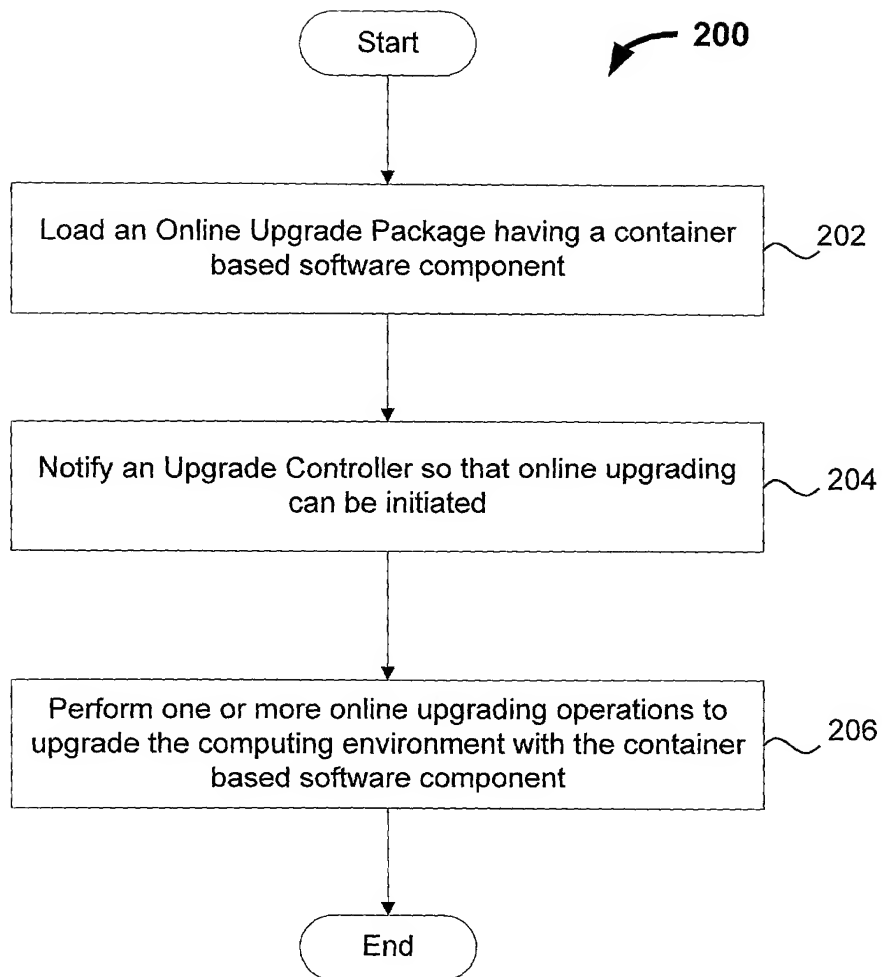 Start
200
Load an Online Upgrade Package having a container
based software component
202
Notify an Upgrade Controller so that online upgrading
can be initiated
204
Perform one or more online upgrading operations to
upgrade the computing environment with the container
based software component
206
End